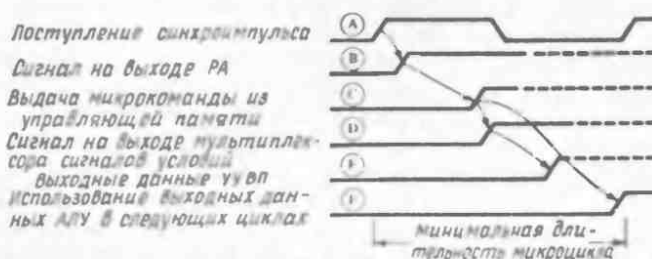 Поступление синхроимпульса
Сигнал на выходе РА
Выдача микрокоманды из
управляющей памяти
Сигнал на выходе мультиплек-
сора сигналов условий
Выходные данные УУВП
Использование выходных дан-
ных АЛУ в следующих циклах
A
B
C
D
E
F
Минимальная дли-
тельность микроцикла